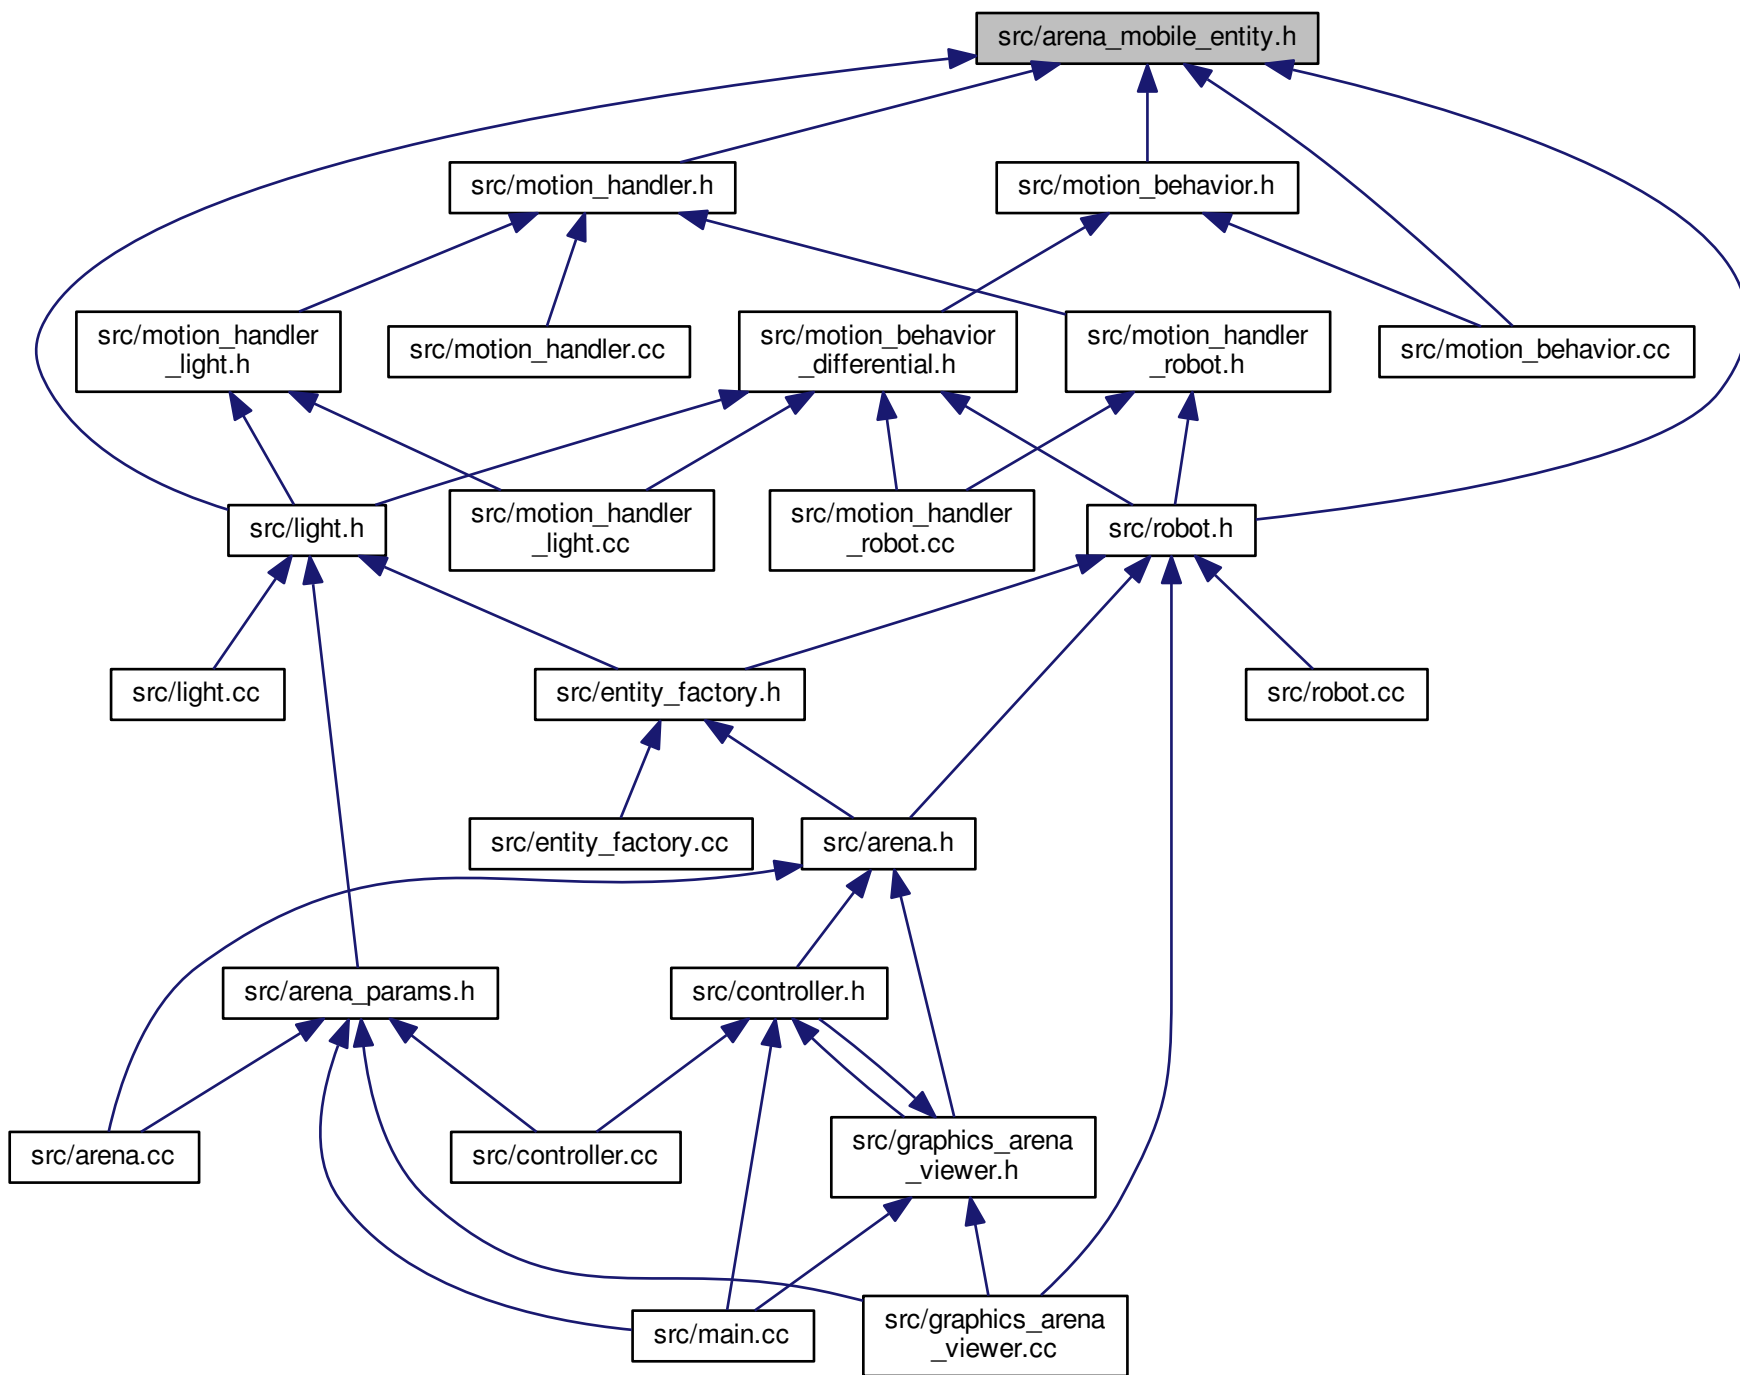 src/arena_mobile_entity.h
src/motion_handler.h
src/motion_behavior.h
src/motion_handler
_light.h
src/motion_handler.cc
src/motion_behavior
_differential.h
src/motion_handler
_robot.h
src/motion_behavior.cc
src/light.h
src/motion_handler
_light.cc
src/motion_handler
_robot.cc
src/robot.h
src/light.cc
src/entity_factory.h
src/robot.cc
src/entity_factory.cc
src/arena.h
src/arena_params.h
src/controller.h
src/arena.cc
src/controller.cc
src/graphics_arena
_viewer.h
src/main.cc
src/graphics_arena
_viewer.cc